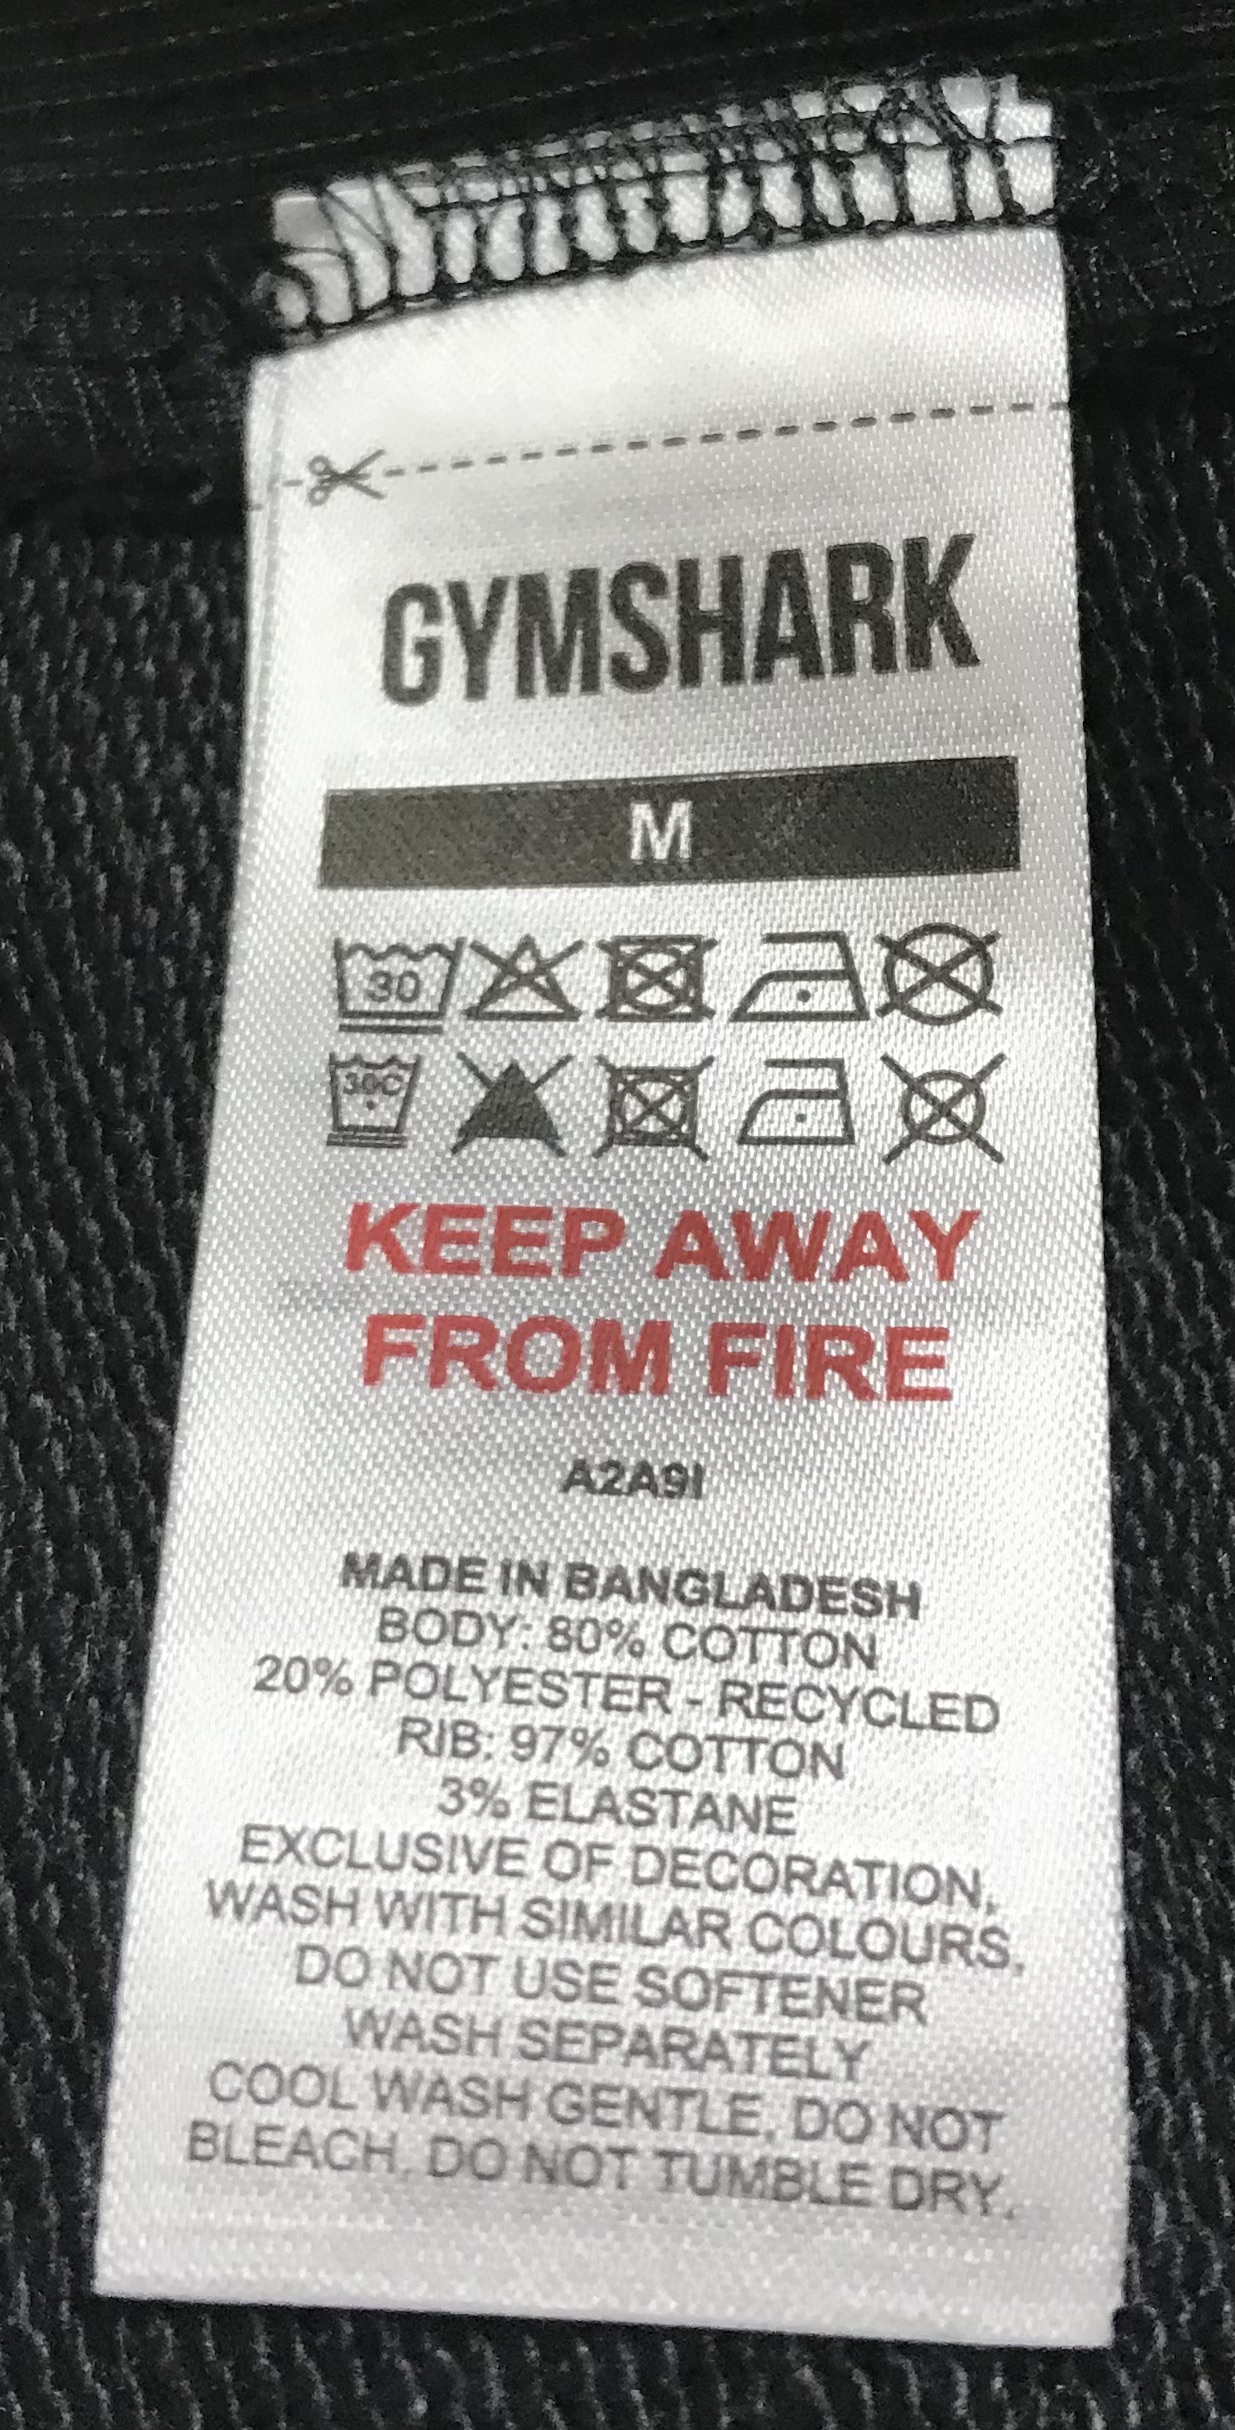 GYMSHARK
M
30
30C
KEEP AWAY
FROM FIRE
A2A9I
MADE IN BANGLADESH
BODY: 80% COTTON
20% POLYESTER - RECYCLED
RIB: 97% COTTON
3% ELASTANE
EXCLUSIVE OF DECORATION,
WASH WITH SIMILAR COLOURS,
DO NOT USE SOFTENER
WASH SEPARATELY
COOL WASH GENTLE, DO NOT
BLEACH, DO NOT TUMBLE DRY,